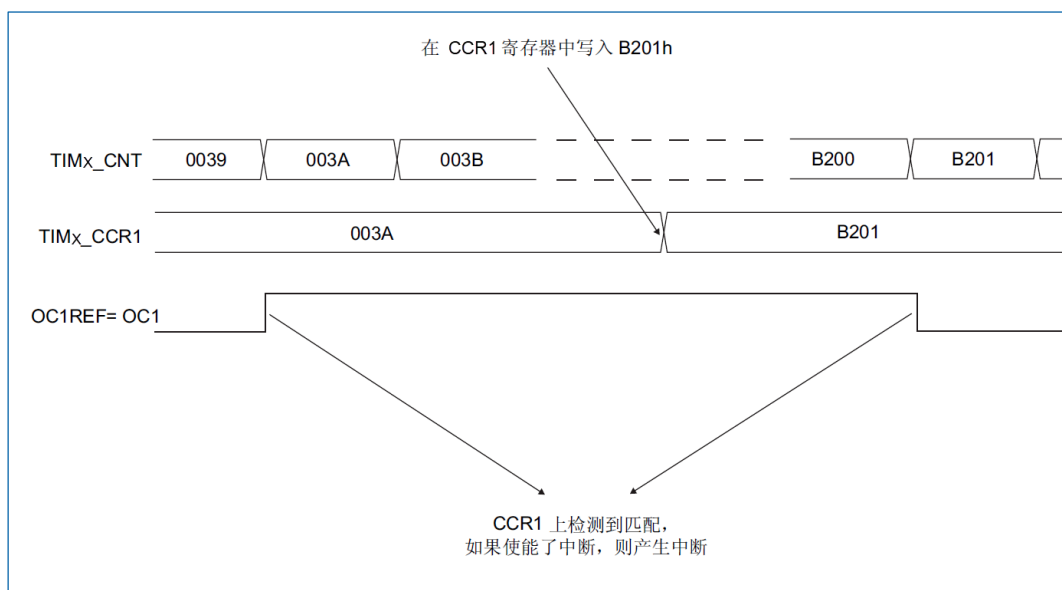 在 CCR1 寄存器中写入 B201h
TIMx_CNT 0039 003A 003B B200 B201
TIMx_CCR1 003A B201
OC1REF= OC1
CCR1 上检测到匹配，
如果使能了中断，则产生中断